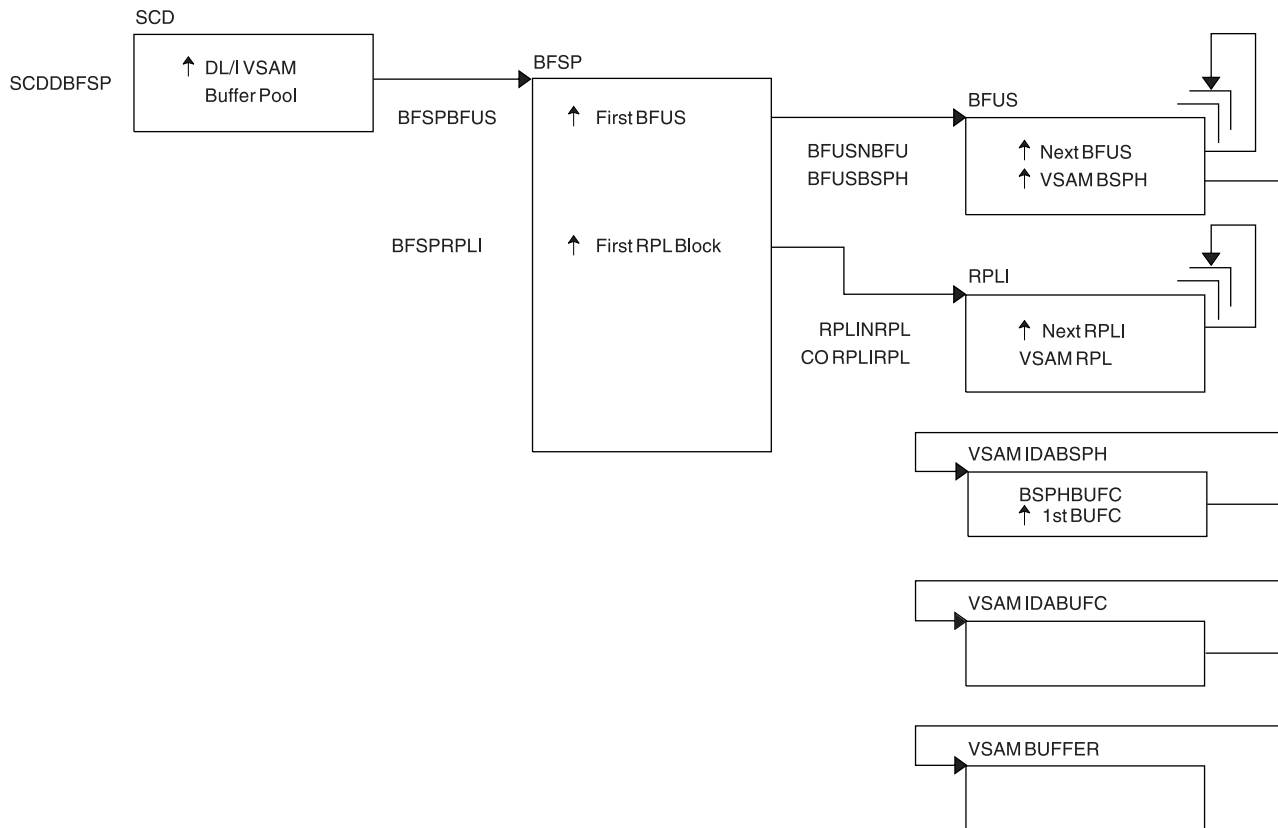 SCD
SCDDBFSP
DL/I VSAM
Buffer Pool
BFSP
BFSPBFUS
First BFUS
BFSPRPLI
First RPL Block
BFUS
BFUSNBFU
BFUSBSPH
Next BFUS
VSAM BSPH
RPLI
RPLINRPL
CO RPLIRPL
Next RPLI
VSAM RPL
VSAM IDABSPH
BSPHBUFC
1st BUFC
VSAM IDABUFC
VSAM BUFFER